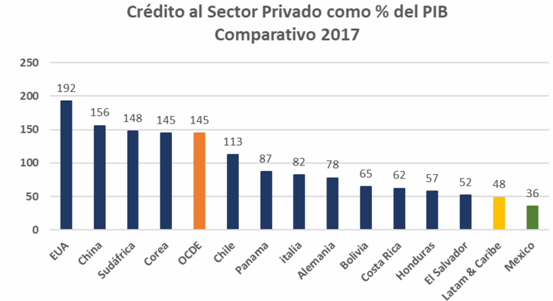 Crédito al Sector Privado como % del PIB
Comparativo 2017
250
200
150
100
50
0
192
156
148
145
145
113
87
82
78
65
62
57
52
48
36
EUA
China
Sudáfrica
Corea
OCDE
Chile
Panama
italia
Alemania
Bolivia
Costa Rica
Honduras
El Salvador
Latam & Caribe
Mexico